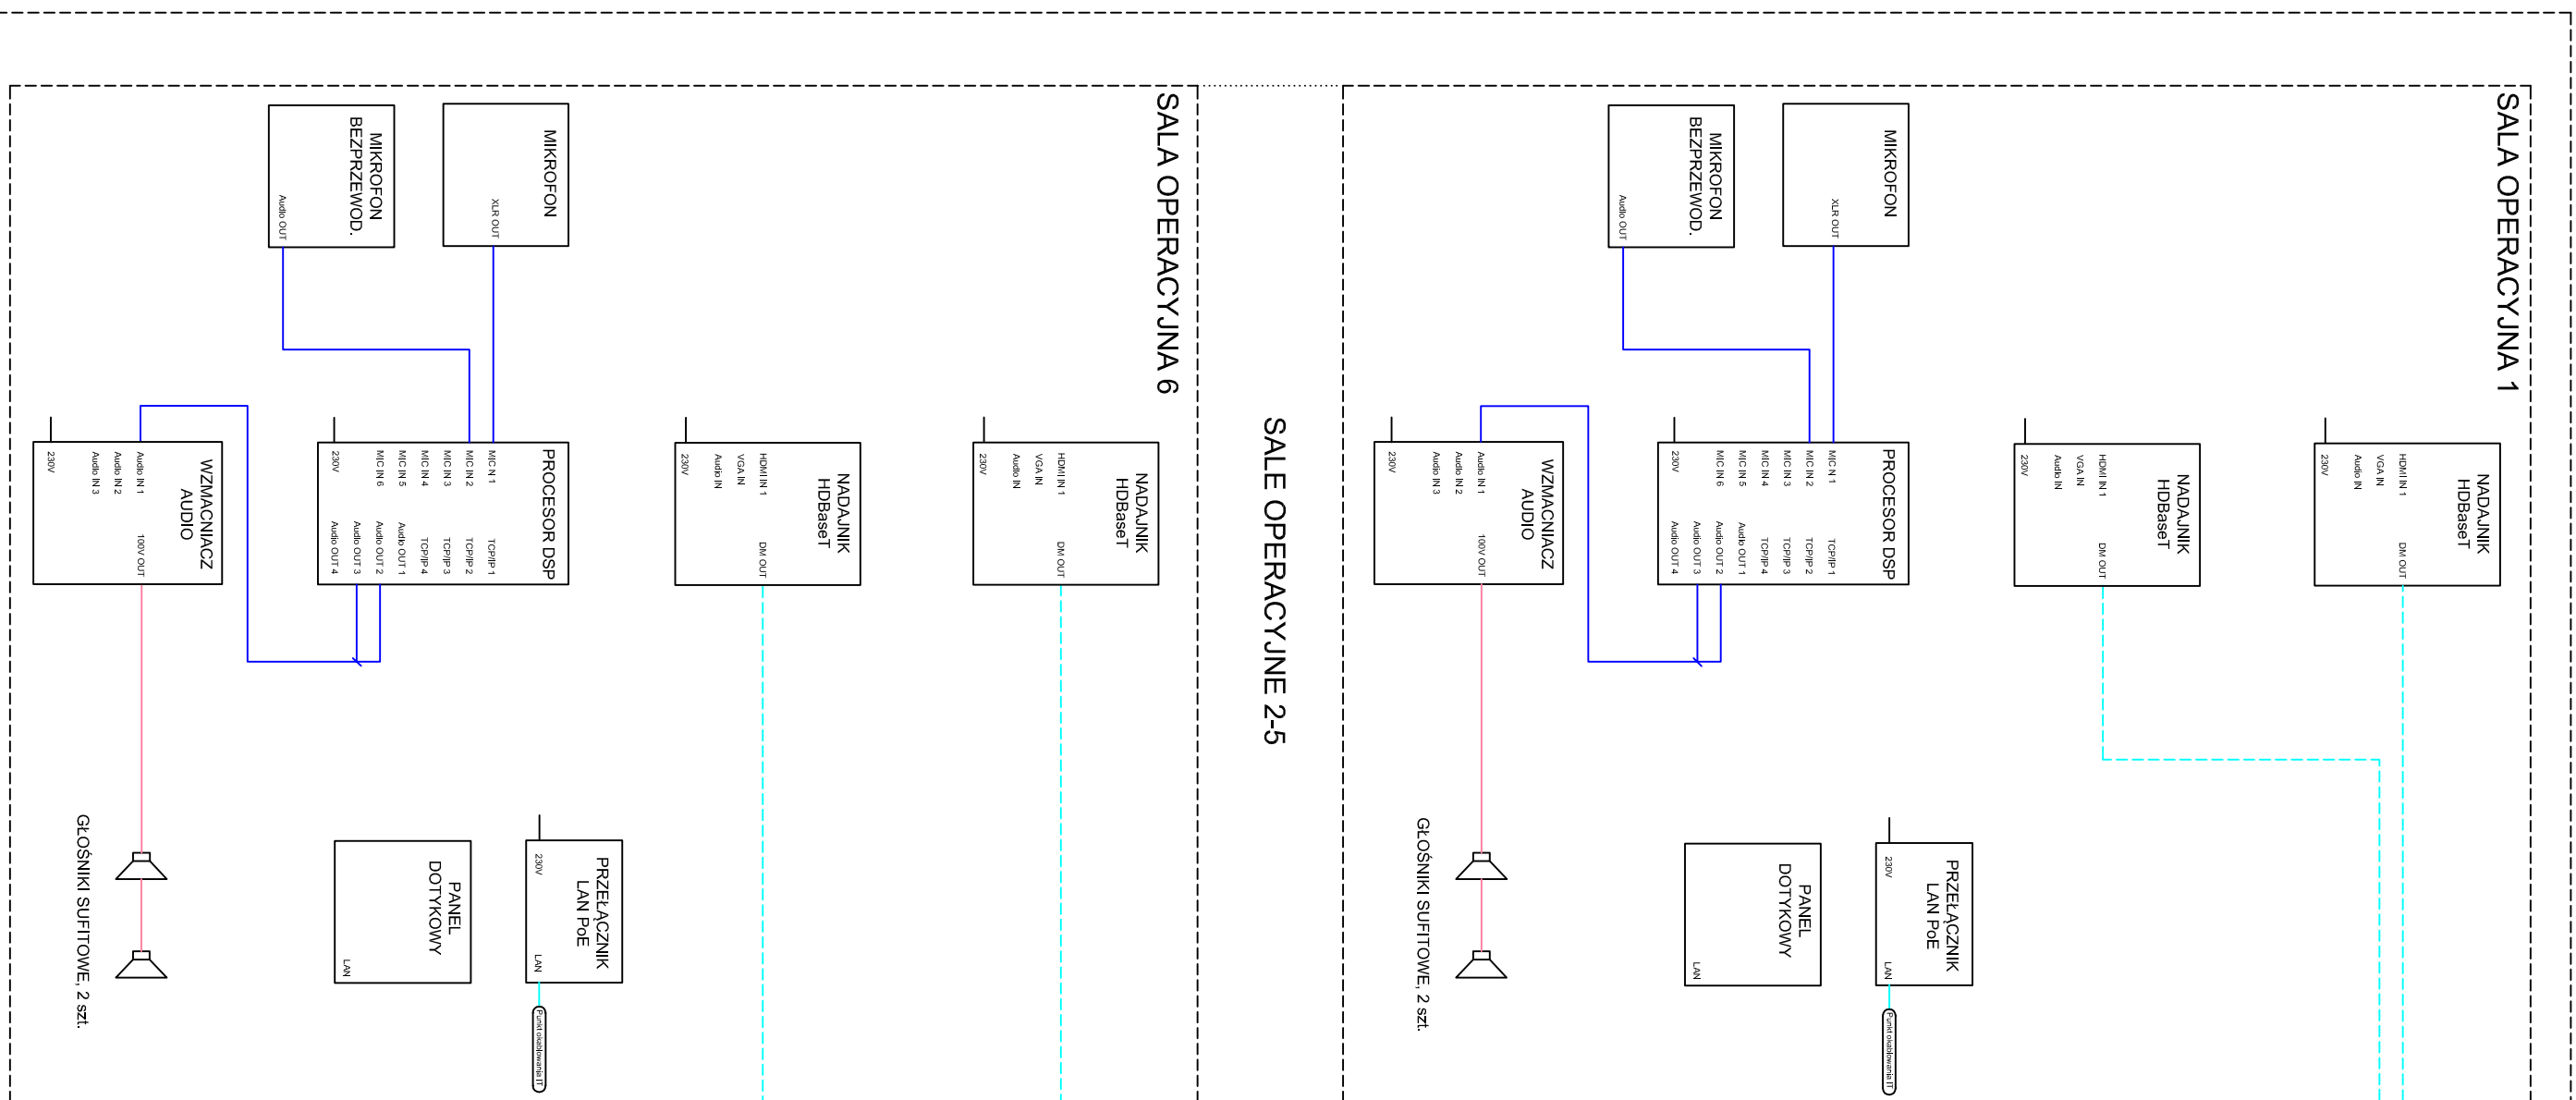 SALA OPERACYJNA 1
NADAJNIK
HDBaseT
HDMI IN 1
VGA IN
Audio IN
230V
DM OUT
NADAJNIK
HDBaseT
HDMI IN 1
VGA IN
Audio IN
230V
DM OUT
MIKROFON
XLR OUT
MIKROFON
BEZPRZEWOD.
Audio OUT
PROCESOR DSP
MIC N 1
MIC IN 2
MIC IN 3
MIC IN 4
MIC IN 5
MIC IN 6
230V
TCP/IP 1
TCP/IP 2
TCP/IP 3
TCP/IP 4
Audio OUT 1
Audio OUT 2
Audio OUT 3
Audio OUT 4
PRZEŁĄCZNIK
LAN PoE
230V
LAN
Punkt okablowania IT
PANEL
DOTYKOWY
LAN
WZMACNIACZ
AUDIO
Audio IN 1
Audio IN 2
Audio IN 3
230V
100V OUT
GŁOŚNIKI SUFITOWE, 2 szt.
SALE OPERACYJNE 2-5
SALA OPERACYJNA 6
NADAJNIK
HDBaseT
HDMI IN 1
VGA IN
Audio IN
230V
DM OUT
NADAJNIK
HDBaseT
HDMI IN 1
VGA IN
Audio IN
230V
DM OUT
MIKROFON
XLR OUT
MIKROFON
BEZPRZEWOD.
Audio OUT
PROCESOR DSP
MIC N 1
MIC IN 2
MIC IN 3
MIC IN 4
MIC IN 5
MIC IN 6
230V
TCP/IP 1
TCP/IP 2
TCP/IP 3
TCP/IP 4
Audio OUT 1
Audio OUT 2
Audio OUT 3
Audio OUT 4
PRZEŁĄCZNIK
LAN PoE
230V
LAN
Punkt okablowania IT
PANEL
DOTYKOWY
LAN
WZMACNIACZ
AUDIO
Audio IN 1
Audio IN 2
Audio IN 3
230V
100V OUT
GŁOŚNIKI SUFITOWE, 2 szt.